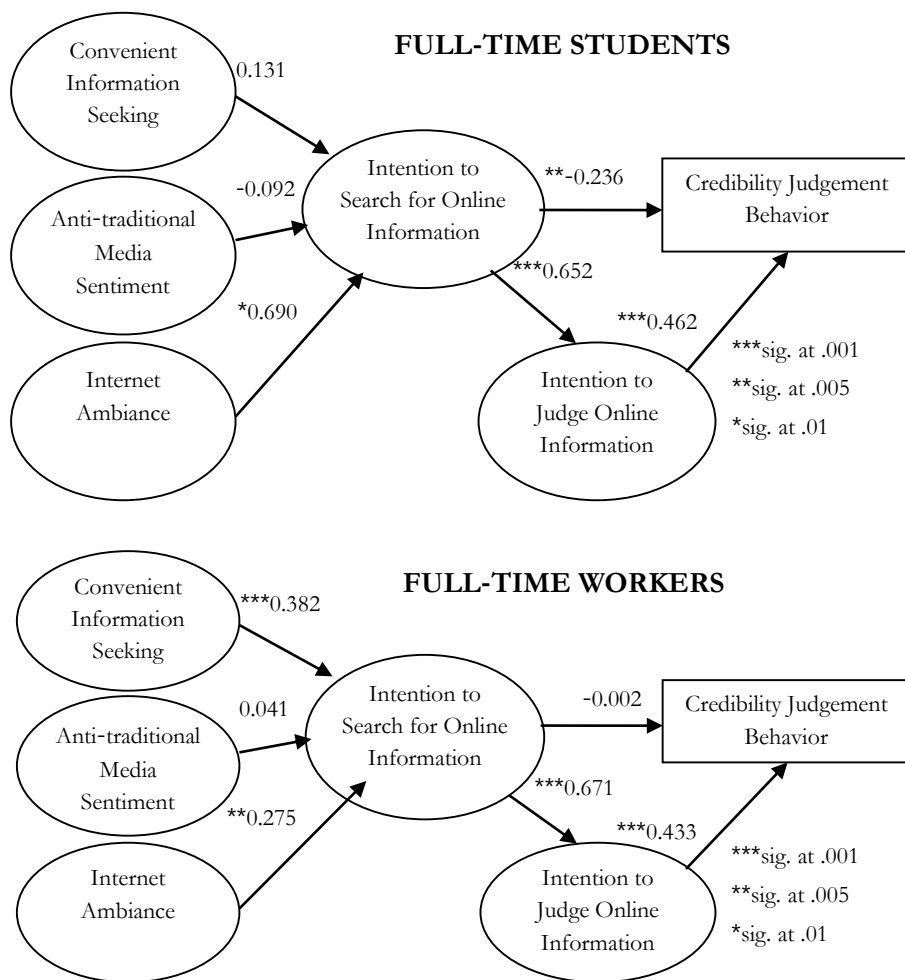 FULL-TIME STUDENTS
Convenient
Information
Seeking
0.131
Anti-traditional
Media
Sentiment
-0.092
Internet
Ambiance
*0.690
Intention to
Search for Online
Information
**-0.236
Credibility Judgement
Behavior
***0.652
Intention to
Judge Online
Information
***0.462
***sig. at .001
**sig. at .005
*sig. at .01
FULL-TIME WORKERS
Convenient
Information
Seeking
***0.382
Anti-traditional
Media
Sentiment
0.041
Internet
Ambiance
**0.275
Intention to
Search for Online
Information
-0.002
Credibility Judgement
Behavior
***0.671
Intention to
Judge Online
Information
***0.433
***sig. at .001
**sig. at .005
*sig. at .01